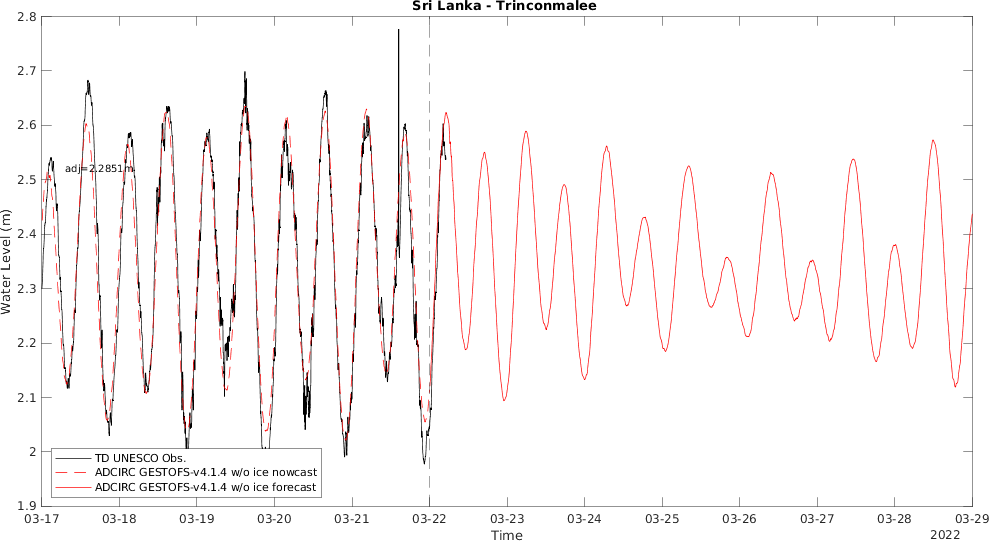 Sri Lanka - Trinconmalee
2.8
2.7
2.6
2.5
2.4
2.3
2.2
2.1
2
1.9
Water Level (m)
adj=2.2851m
TD UNESCO Obs.
ADCIRC GESTOFS-v4.1.4 w/o ice nowcast
ADCIRC GESTOFS-v4.1.4 w/o ice forecast
03-17 03-18 03-19 03-20 03-21 03-22 03-23 03-24 03-25 03-26 03-27 03-28 03-29
Time
2022